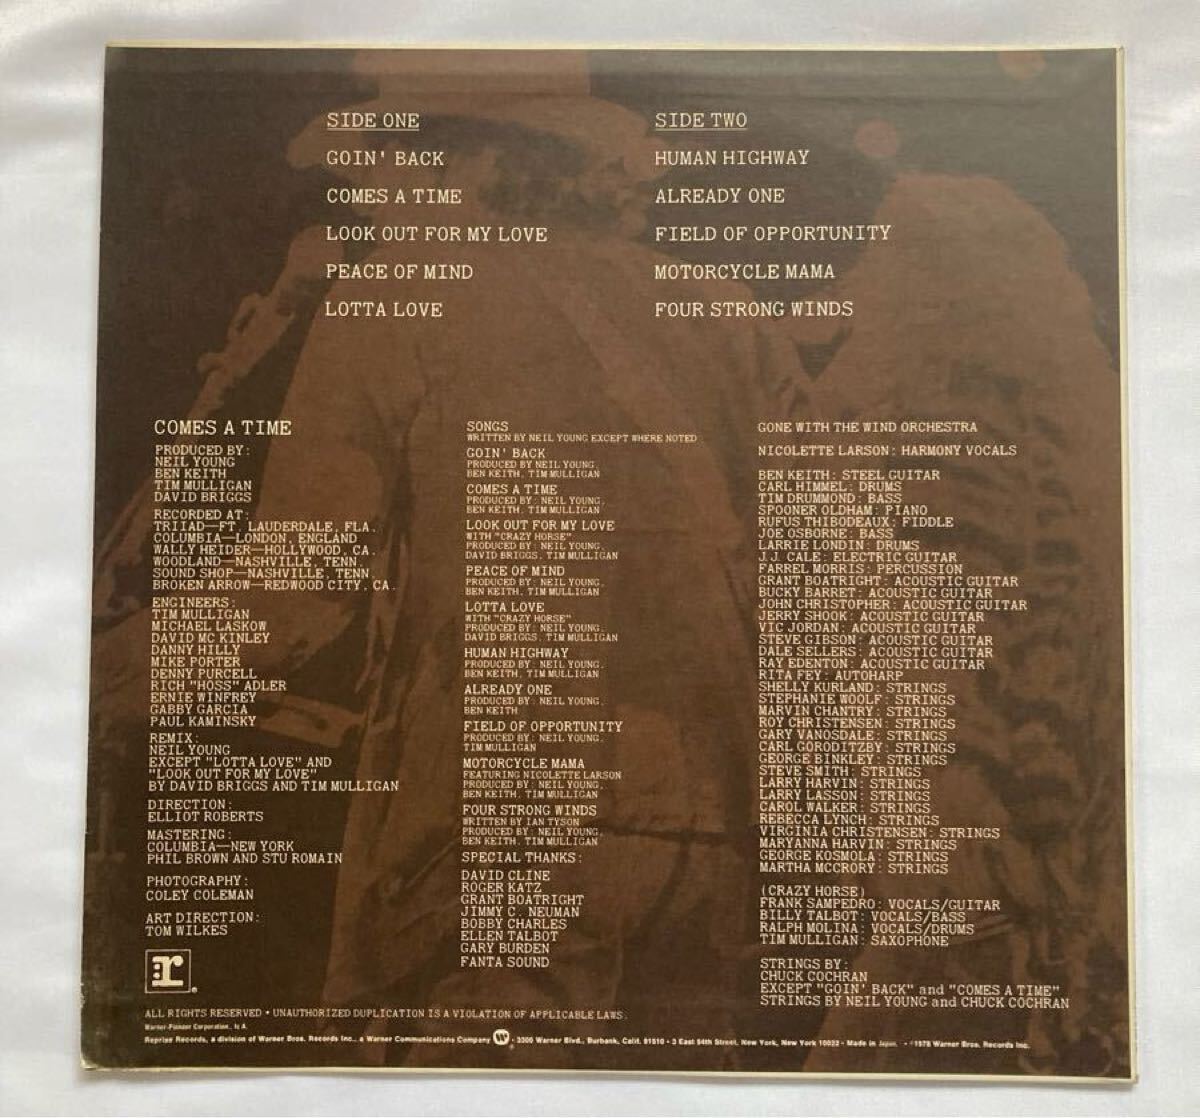 SIDE ONE
GOIN' BACK
COMES A TIME
LOOK OUT FOR MY LOVE
PEACE OF MIND
LOTTA LOVE
SIDE TWO
HUMAN HIGHWAY
ALREADY ONE
FIELD OF OPPORTUNITY
MOTORCYCLE MAMA
FOUR STRONG WINDS
COMES A TIME
PRODUCED BY:
NEIL YOUNG
BEN KEITH
TIM MULLIGAN
DAVID BRIGGS
RECORDED AT:
TRIIAD—FT. LAUDERDALE, FLA.
COLUMBIA—LONDON, ENGLAND
WALLY HEIDER—HOLLYWOOD, CA.
WOODLAND—NASHVILLE, TENN.
SOUND SHOP—NASHVILLE, TENN.
BROKEN ARROW—REDWOOD CITY, CA.
ENGINEERS:
TIM MULLIGAN
MICHAEL LASKOW
DAVID MC KINLEY
DANNY HILLY
MIKE PORTER
DENNY PURCELL
RICH "HOSS" ADLER
ERNIE WINFREY
GABBY GARCIA
PAUL KAMINSKY
REMIX:
NEIL YOUNG
EXCEPT "LOTTA LOVE" AND
"LOOK OUT FOR MY LOVE"
BY DAVID BRIGGS AND TIM MULLIGAN
DIRECTION:
ELLIOT ROBERTS
MASTERING:
COLUMBIA—NEW YORK
PHIL BROWN AND STU ROMAIN
PHOTOGRAPHY:
COLEY COLEMAN
ART DIRECTION:
TOM WILKES
SONGS
WRITTEN BY NEIL YOUNG EXCEPT WHERE NOTED
GOIN' BACK
PRODUCED BY NEIL YOUNG,
BEN KEITH, TIM MULLIGAN
COMES A TIME
PRODUCED BY: NEIL YOUNG,
BEN KEITH, TIM MULLIGAN
LOOK OUT FOR MY LOVE
WITH "CRAZY HORSE"
PRODUCED BY: NEIL YOUNG,
DAVID BRIGGS, TIM MULLIGAN
PEACE OF MIND
PRODUCED BY: NEIL YOUNG,
BEN KEITH, TIM MULLIGAN
LOTTA LOVE
WITH "CRAZY HORSE"
PRODUCED BY: NEIL YOUNG,
DAVID BRIGGS, TIM MULLIGAN
HUMAN HIGHWAY
PRODUCED BY: NEIL YOUNG,
BEN KEITH, TIM MULLIGAN
ALREADY ONE
PRODUCED BY: NEIL YOUNG,
BEN KEITH
FIELD OF OPPORTUNITY
PRODUCED BY: NEIL YOUNG,
TIM MULLIGAN
MOTORCYCLE MAMA
FEATURING NICOLETTE LARSON
PRODUCED BY: NEIL YOUNG,
BEN KEITH, TIM MULLIGAN
FOUR STRONG WINDS
WRITTEN BY IAN TYSON
PRODUCED BY: NEIL YOUNG,
BEN KEITH, TIM MULLIGAN
SPECIAL THANKS:
DAVID CLINE
ROGER KATZ
GRANT BOATRIGHT
JIMMY C. NEUMAN
BOBBY CHARLES
ELLEN TALBOT
GARY BURDEN
FANTA SOUND
GONE WITH THE WIND ORCHESTRA
NICOLETTE LARSON: HARMONY VOCALS
BEN KEITH: STEEL GUITAR
CARL HIMMEL: DRUMS
TIM DRUMMOND: BASS
SPOONER OLDHAM: PIANO
RUFUS THIBODEAUX: FIDDLE
JOE OSBORNE: BASS
LARRIE LONDIN: DRUMS
J.J. CALE: ELECTRIC GUITAR
FARREL MORRIS: PERCUSSION
GRANT BOATRIGHT: ACOUSTIC GUITAR
BUCKY BARRET: ACOUSTIC GUITAR
JOHN CHRISTOPHER: ACOUSTIC GUITAR
JERRY SHOOK: ACOUSTIC GUITAR
VIC JORDAN: ACOUSTIC GUITAR
STEVE GIBSON: ACOUSTIC GUITAR
DALE SELLERS: ACOUSTIC GUITAR
RAY EDENTON: ACOUSTIC GUITAR
RITA FEY: AUTOHARP
SHELLY KURLAND: STRINGS
STEPHANIE WOOLF: STRINGS
MARVIN CHANTRY: STRINGS
ROY CHRISTENSEN: STRINGS
GARY VANOSDALE: STRINGS
CARL GORODITZBY: STRINGS
GEORGE BINKLEY: STRINGS
STEVE SMITH: STRINGS
LARRY HARVIN: STRINGS
LARRY LASSON: STRINGS
CAROL WALKER: STRINGS
REBECCA LYNCH: STRINGS
VIRGINIA CHRISTENSEN: STRINGS
MARYANNA HARVIN: STRINGS
GEORGE KOSMOLA: STRINGS
MARTHA MCCRORY: STRINGS
(CRAZY HORSE)
FRANK SAMPEDRO: VOCALS/GUITAR
BILLY TALBOT: VOCALS/BASS
RALPH MOLINA: VOCALS/DRUMS
TIM MULLIGAN: SAXOPHONE
STRINGS BY:
CHUCK COCHRAN
EXCEPT "GOIN' BACK" and "COMES A TIME"
STRINGS BY NEIL YOUNG and CHUCK COCHRAN
:r®
ALL RIGHTS RESERVED • UNAUTHORIZED DUPLICATION IS A VIOLATION OF APPLICABLE LAWS.
Warner-Pioneer Corporation,
Reprise Records, a division of Warner Bros. Records Inc., a Warner Communications Company W. • 3300 Warner Blvd., Burbank, Calif. 91510 • 3 East 54th Street, New York, New York 10022 • Made in Japan. • ©1978 Warner Bros. Records Inc.